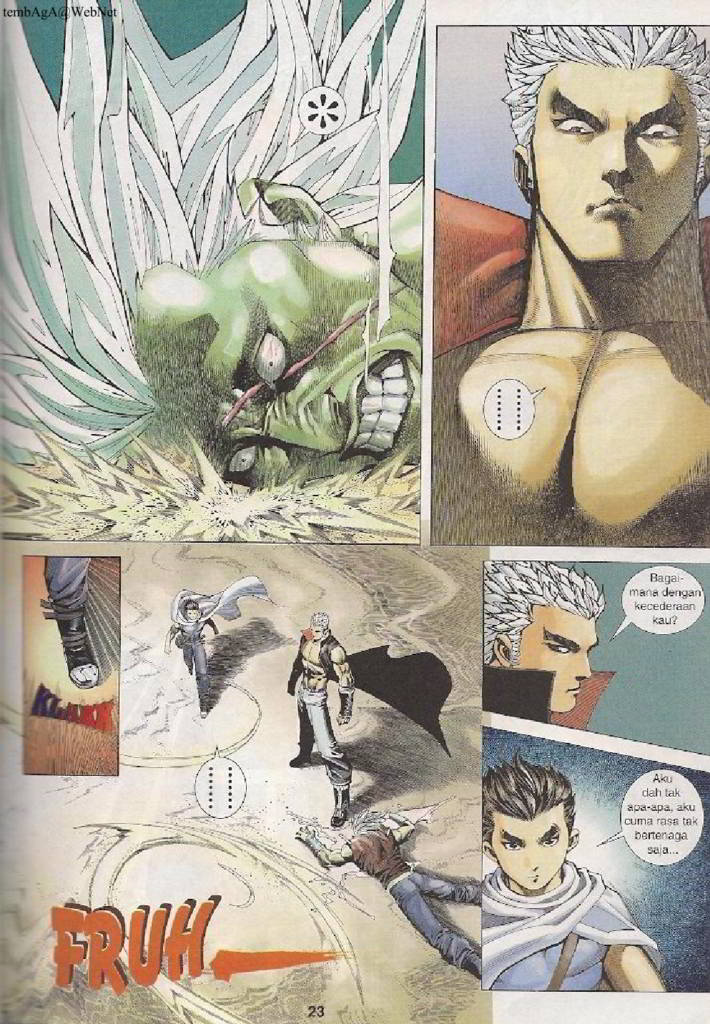 tembAgA@WebNet
*
......
......
Bagai-
mana dengan
kecederaan
kau?
......
......
Aku
dah tak
apa-apa, aku
cuma rasa tak
bertenaga
saja...
FRUH
23